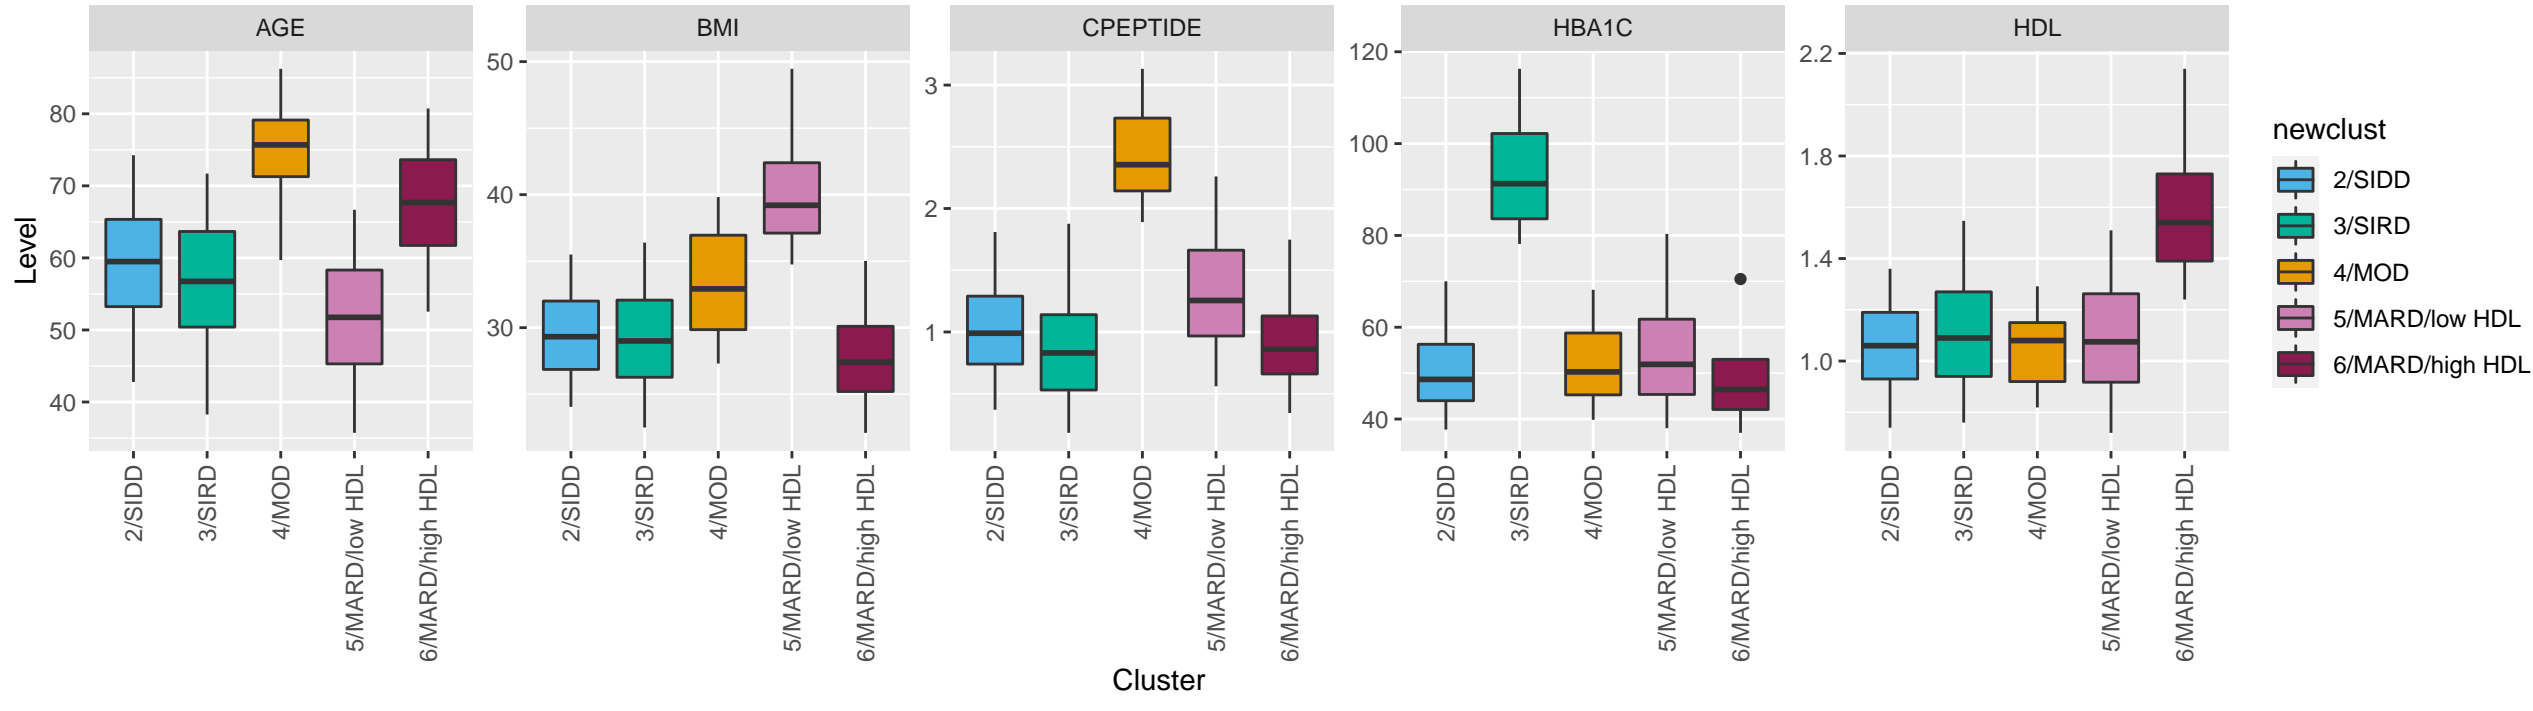 AGE
BMI
CPEPTIDE
HBA1C
HDL
Level
80
70
60
50
40
50
40
30
3
2
1
120
100
80
60
40
2.2
1.8
1.4
1.0
2/SIDD
3/SIRD
4/MOD
5/MARD/low HDL
6/MARD/high HDL
2/SIDD
3/SIRD
4/MOD
5/MARD/low HDL
6/MARD/high HDL
2/SIDD
3/SIRD
4/MOD
5/MARD/low HDL
6/MARD/high HDL
2/SIDD
3/SIRD
4/MOD
5/MARD/low HDL
6/MARD/high HDL
2/SIDD
3/SIRD
4/MOD
5/MARD/low HDL
6/MARD/high HDL
Cluster
newclust
2/SIDD
3/SIRD
4/MOD
5/MARD/low HDL
6/MARD/high HDL